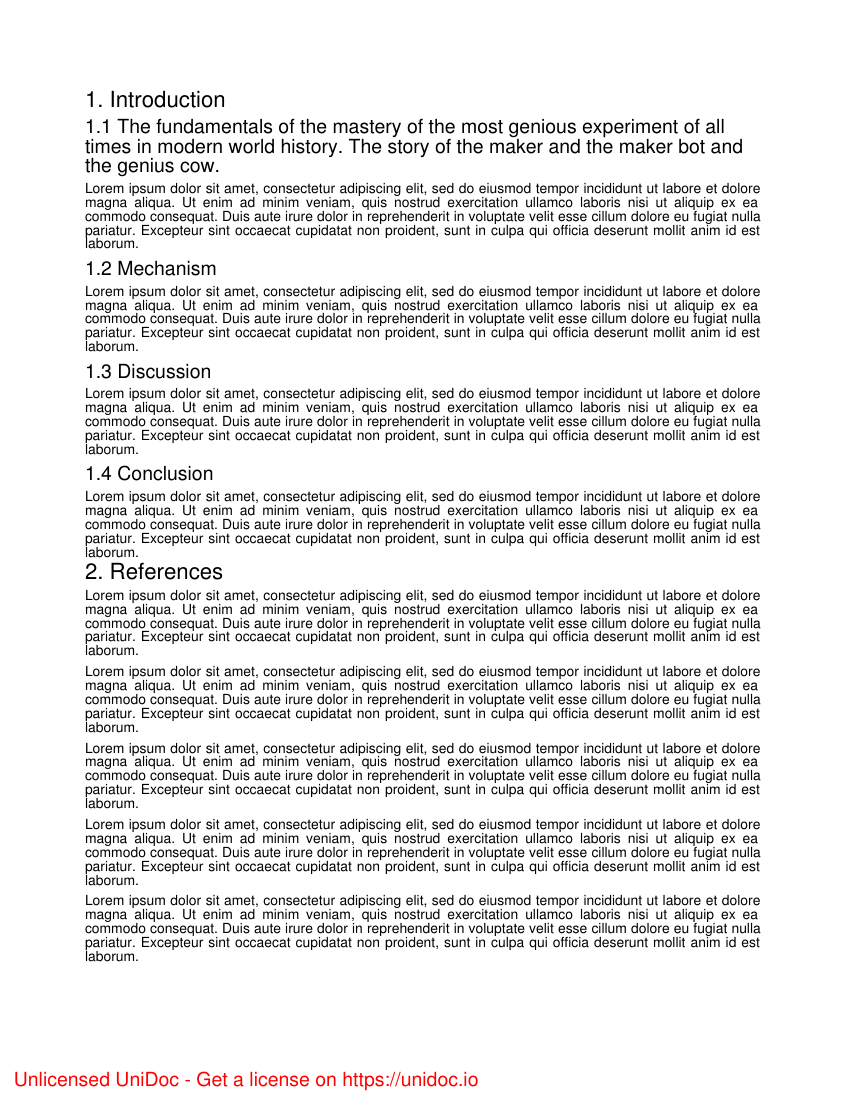 1. Introduction
1.1 The fundamentals of the mastery of the most genious experiment of all
times in modern world history. The story of the maker and the maker bot and
the genius cow.
Lorem ipsum dolor sit amet, consectetur adipiscing elit, sed do eiusmod tempor incididunt ut labore et dolore
magna aliqua. Ut enim ad minim veniam, quis nostrud exercitation ullamco laboris nisi ut aliquip ex ea
commodo consequat. Duis aute irure dolor in reprehenderit in voluptate velit esse cillum dolore eu fugiat nulla
pariatur. Excepteur sint occaecat cupidatat non proident, sunt in culpa qui officia deserunt mollit anim id est
laborum.
1.2 Mechanism
Lorem ipsum dolor sit amet, consectetur adipiscing elit, sed do eiusmod tempor incididunt ut labore et dolore
magna aliqua. Ut enim ad minim veniam, quis nostrud exercitation ullamco laboris nisi ut aliquip ex ea
commodo consequat. Duis aute irure dolor in reprehenderit in voluptate velit esse cillum dolore eu fugiat nulla
pariatur. Excepteur sint occaecat cupidatat non proident, sunt in culpa qui officia deserunt mollit anim id est
laborum.
1.3 Discussion
Lorem ipsum dolor sit amet, consectetur adipiscing elit, sed do eiusmod tempor incididunt ut labore et dolore
magna aliqua. Ut enim ad minim veniam, quis nostrud exercitation ullamco laboris nisi ut aliquip ex ea
commodo consequat. Duis aute irure dolor in reprehenderit in voluptate velit esse cillum dolore eu fugiat nulla
pariatur. Excepteur sint occaecat cupidatat non proident, sunt in culpa qui officia deserunt mollit anim id est
laborum.
1.4 Conclusion
Lorem ipsum dolor sit amet, consectetur adipiscing elit, sed do eiusmod tempor incididunt ut labore et dolore
magna aliqua. Ut enim ad minim veniam, quis nostrud exercitation ullamco laboris nisi ut aliquip ex ea
commodo consequat. Duis aute irure dolor in reprehenderit in voluptate velit esse cillum dolore eu fugiat nulla
pariatur. Excepteur sint occaecat cupidatat non proident, sunt in culpa qui officia deserunt mollit anim id est
laborum.
2. References
Lorem ipsum dolor sit amet, consectetur adipiscing elit, sed do eiusmod tempor incididunt ut labore et dolore
magna aliqua. Ut enim ad minim veniam, quis nostrud exercitation ullamco laboris nisi ut aliquip ex ea
commodo consequat. Duis aute irure dolor in reprehenderit in voluptate velit esse cillum dolore eu fugiat nulla
pariatur. Excepteur sint occaecat cupidatat non proident, sunt in culpa qui officia deserunt mollit anim id est
laborum.
Lorem ipsum dolor sit amet, consectetur adipiscing elit, sed do eiusmod tempor incididunt ut labore et dolore
magna aliqua. Ut enim ad minim veniam, quis nostrud exercitation ullamco laboris nisi ut aliquip ex ea
commodo consequat. Duis aute irure dolor in reprehenderit in voluptate velit esse cillum dolore eu fugiat nulla
pariatur. Excepteur sint occaecat cupidatat non proident, sunt in culpa qui officia deserunt mollit anim id est
laborum.
Lorem ipsum dolor sit amet, consectetur adipiscing elit, sed do eiusmod tempor incididunt ut labore et dolore
magna aliqua. Ut enim ad minim veniam, quis nostrud exercitation ullamco laboris nisi ut aliquip ex ea
commodo consequat. Duis aute irure dolor in reprehenderit in voluptate velit esse cillum dolore eu fugiat nulla
pariatur. Excepteur sint occaecat cupidatat non proident, sunt in culpa qui officia deserunt mollit anim id est
laborum.
Lorem ipsum dolor sit amet, consectetur adipiscing elit, sed do eiusmod tempor incididunt ut labore et dolore
magna aliqua. Ut enim ad minim veniam, quis nostrud exercitation ullamco laboris nisi ut aliquip ex ea
commodo consequat. Duis aute irure dolor in reprehenderit in voluptate velit esse cillum dolore eu fugiat nulla
pariatur. Excepteur sint occaecat cupidatat non proident, sunt in culpa qui officia deserunt mollit anim id est
laborum.
Lorem ipsum dolor sit amet, consectetur adipiscing elit, sed do eiusmod tempor incididunt ut labore et dolore
magna aliqua. Ut enim ad minim veniam, quis nostrud exercitation ullamco laboris nisi ut aliquip ex ea
commodo consequat. Duis aute irure dolor in reprehenderit in voluptate velit esse cillum dolore eu fugiat nulla
pariatur. Excepteur sint occaecat cupidatat non proident, sunt in culpa qui officia deserunt mollit anim id est
laborum.
Unlicensed UniDoc - Get a license on https://unidoc.io